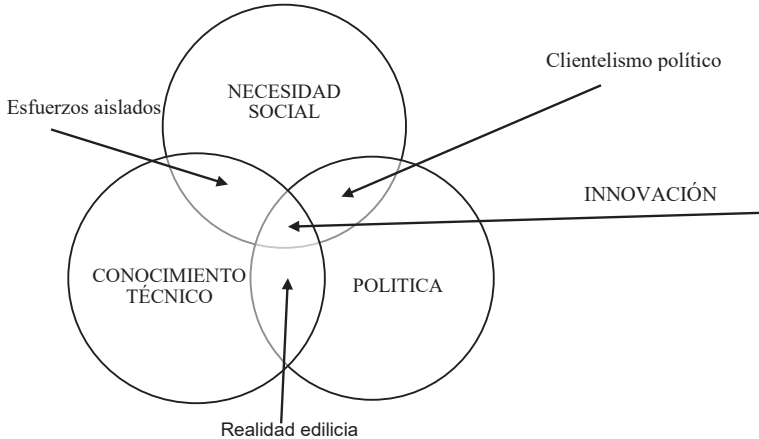 Clientelismo político
NECESIDAD
SOCIAL
Esfuerzos aislados
INNOVACIÓN
CONOCIMIENTO
TÉCNICO
POLITICA
Realidad edilicia